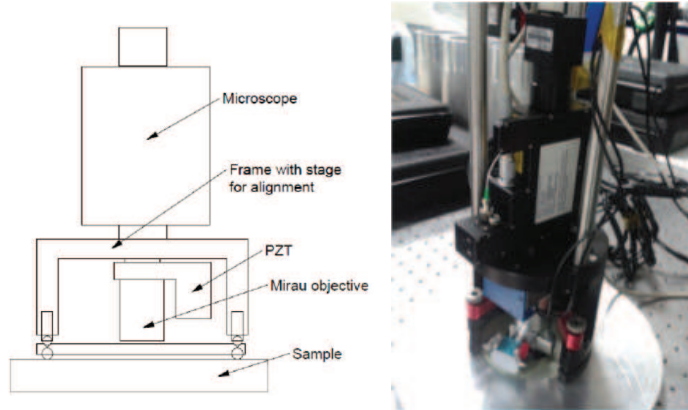 Microscope
Frame with stage
for alignment
PZT
Mirau objective
Sample